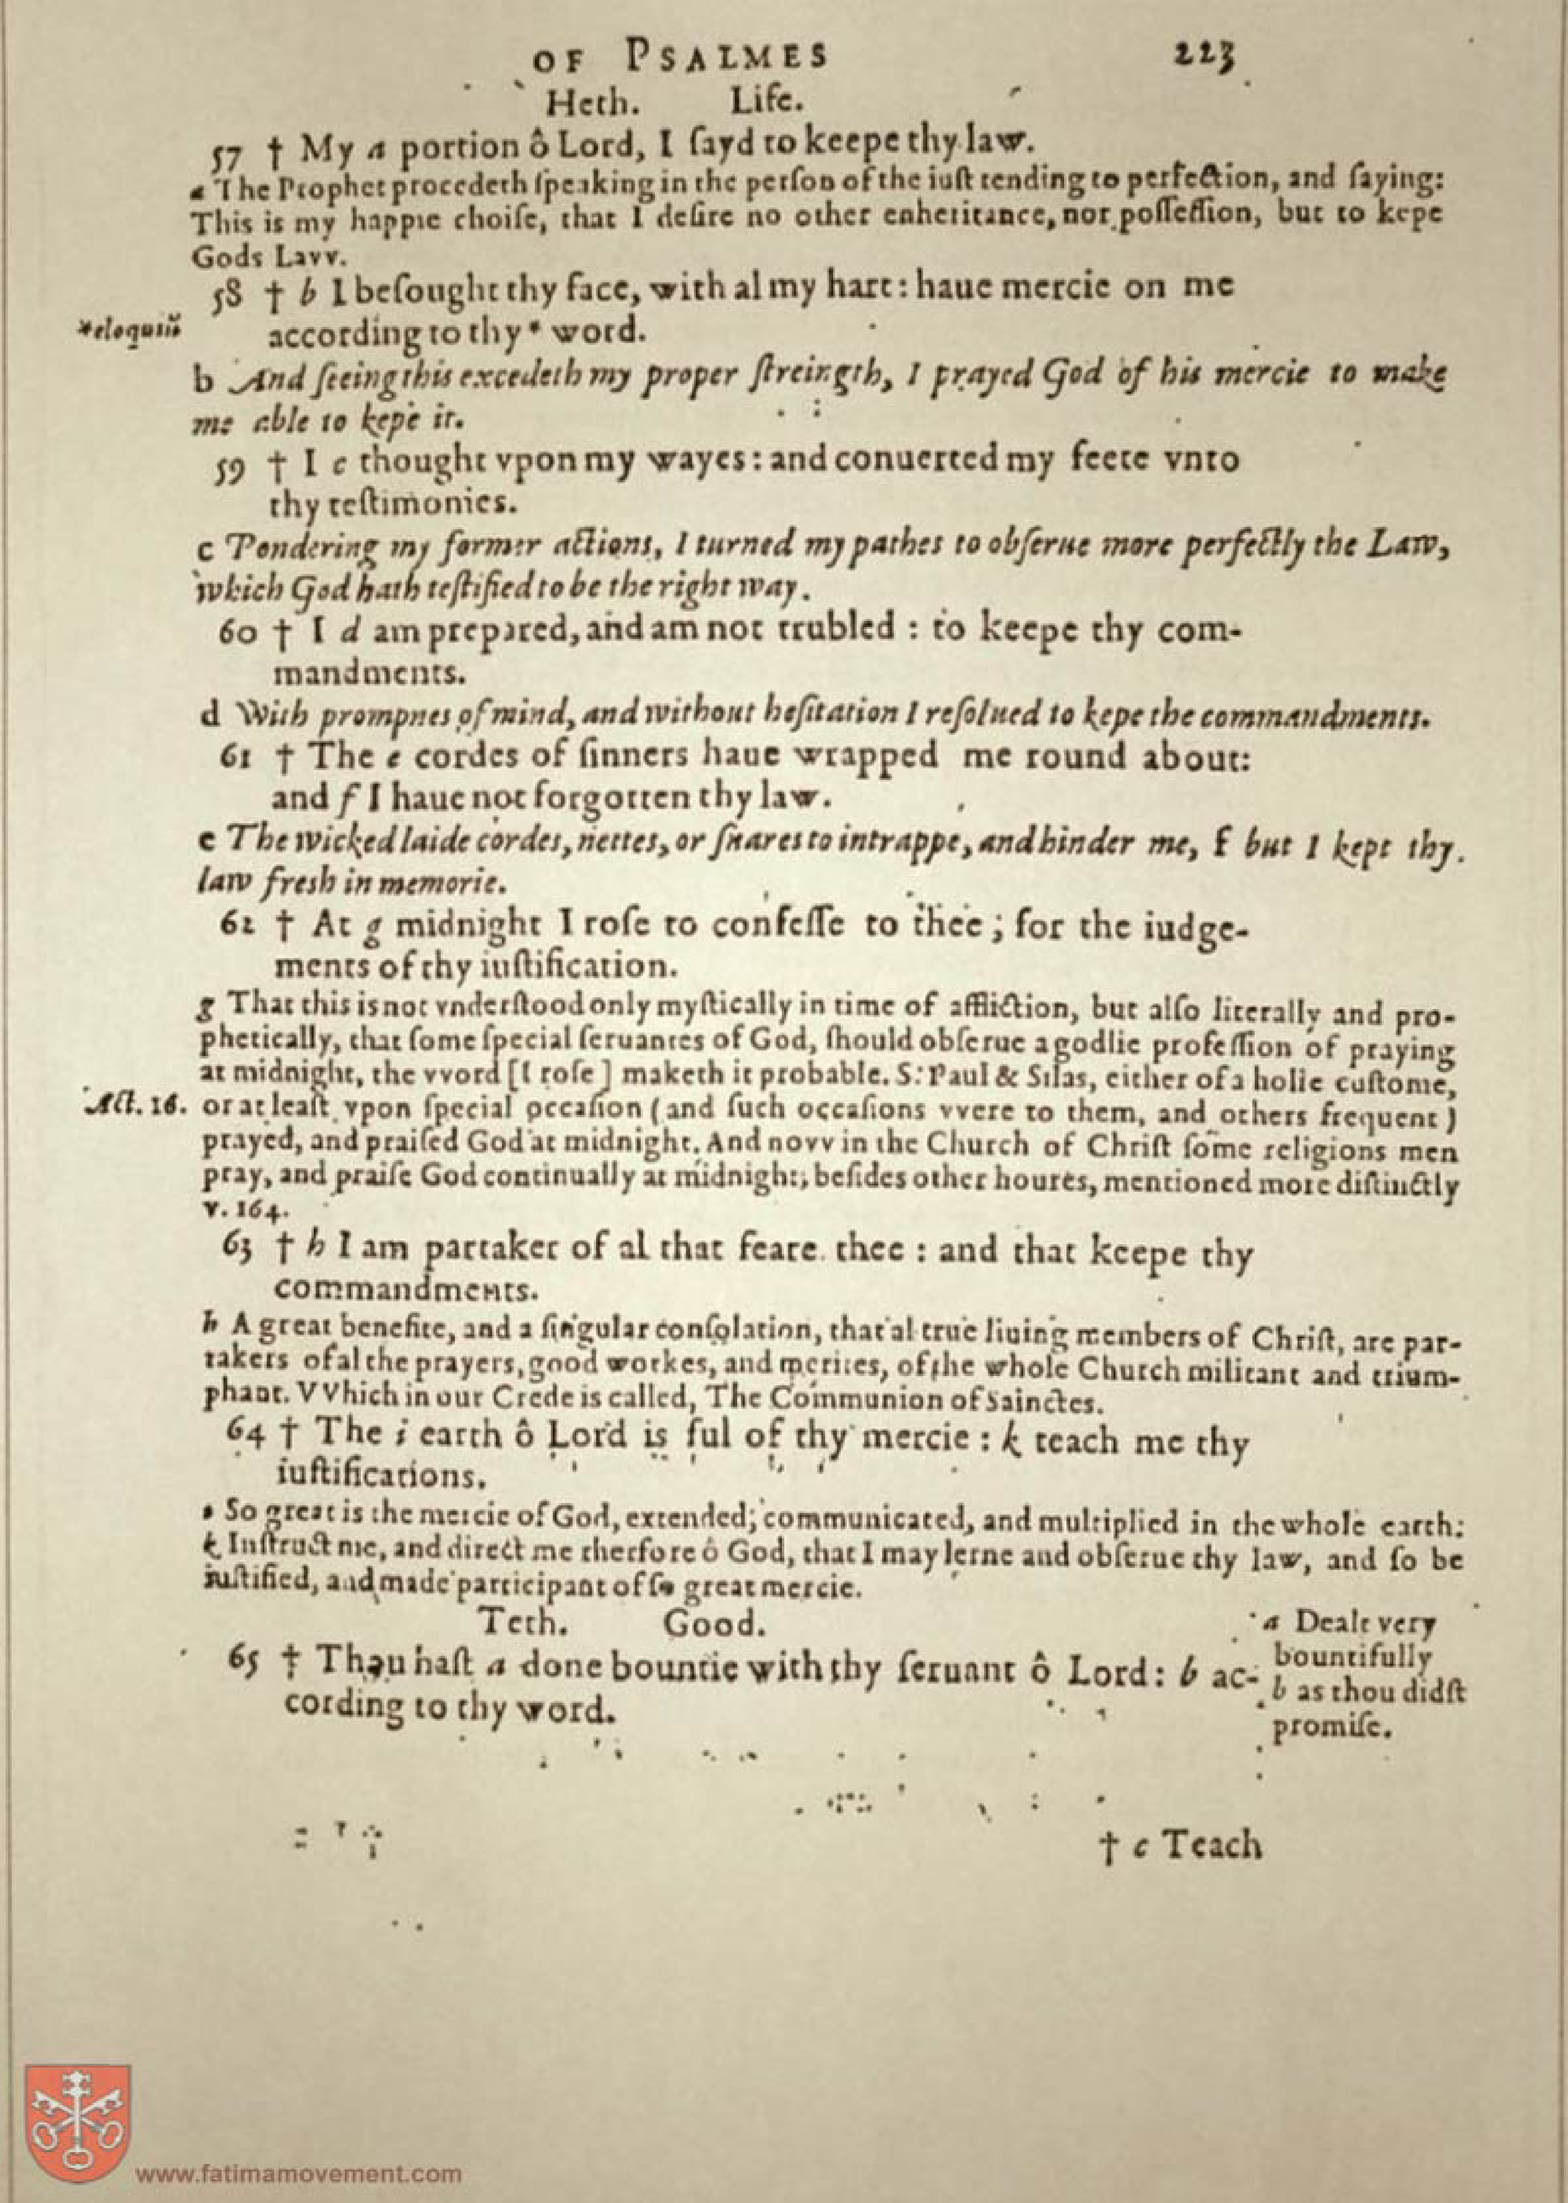 OF PSALMES 223
Heth. Life.
57 † My a portion ô Lord, I ſayd to keepe thy law.
a The Prophet procedeth ſpeaking in the perſon of the iuſt tending to perfection, and ſaying:
This is my happie choiſe, that I deſire no other enheritance, nor poſſeſſion, but to kepe
Gods Lavv.
58 † b I beſought thy face, with al my hart: haue mercie on me
*eloquiũ according to thy * word.
b And ſeeing this excedeth my proper ſtreingth, I prayed God of his mercie to make
me able to kepe it.
59 † I c thought vpon my wayes: and conuerted my feete vnto
thy teſtimonies.
c Pondering my former actions, I turned my pathes to obſerue more perfectly the Law,
which God hath teſtified to be the right way.
60 † I d am prepared, and am not trubled : to keepe thy com-
mandments.
d With prompnes of mind, and without heſitation I reſolued to kepe the commandments.
61 † The e cordes of ſinners haue wrapped me round about:
and f I haue not forgotten thy law.
e The wicked laide cordes, nettes, or ſnares to intrappe, and hinder me, f but I kept thy
law freſh in memorie.
62 † At g midnight I roſe to confeſſe to thee ; for the iudge-
ments of thy iuſtification.
g That this is not vnderſtood only myſtically in time of affliction, but alſo literally and pro-
phetically, that ſome ſpecial ſeruantes of God, ſhould obſerue a godlie profeſſion of praying
at midnight, the vvord [I roſe] maketh it probable. S. Paul & Silas, either of a holie cuſtome,
Act. 16. or at leaſt vpon ſpecial occaſion (and ſuch occaſions vvere to them, and others frequent)
prayed, and praiſed God at midnight. And novv in the Church of Chriſt ſome religions men
pray, and praiſe God continually at midnight; beſides other houres, mentioned more diſtinctly
v. 164.
63 † h I am partaker of al that feare thee : and that keepe thy
commandments.
h A great benefite, and a ſingular conſolation, that al true liuing members of Chriſt, are par-
takers of al the prayers, good workes, and merites, of the whole Church militant and trium-
phant. VVhich in our Crede is called, The Communion of Sainctes.
64 † The i earth ô Lord is ful of thy mercie : k teach me thy
iuſtifications.
i So great is the mercie of God, extended, communicated, and multiplied in the whole earth:
k Inſtruct me, and direct me therfore ô God, that I may lerne and obſerue thy law, and ſo be
iuſtified, and made participant of ſo great mercie.
Teth. Good.
65 † Thou haſt a done bountie with thy ſeruant ô Lord: b ac-
cording to thy word.
a Dealt very
bountifully
b as thou didſt
promiſe.
† c Teach
www.fatimamovement.com